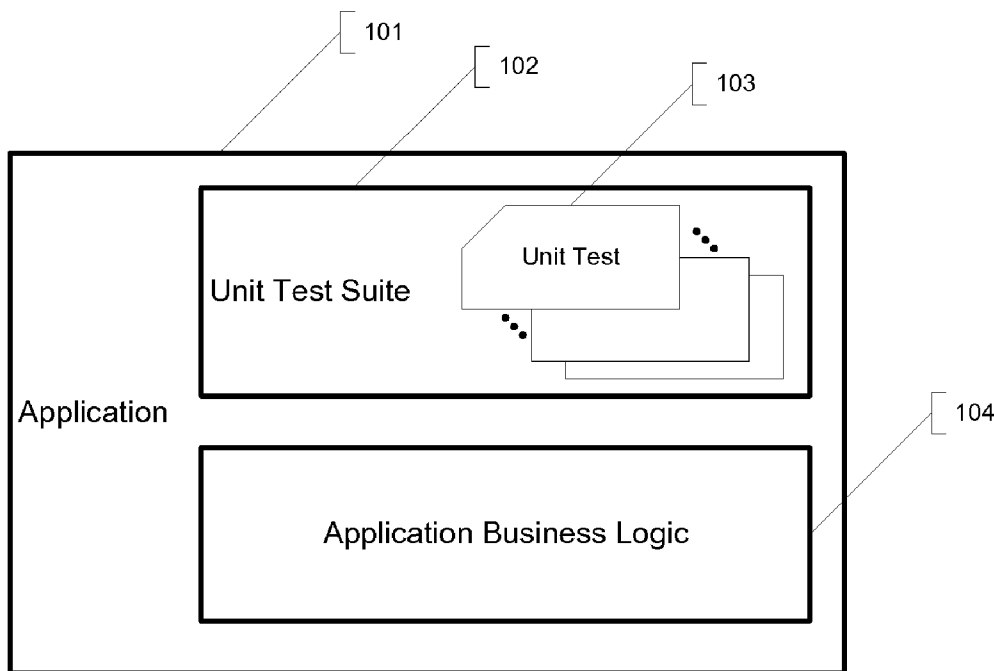 101
102
103
Unit Test
Unit Test Suite
Application
104
Application Business Logic